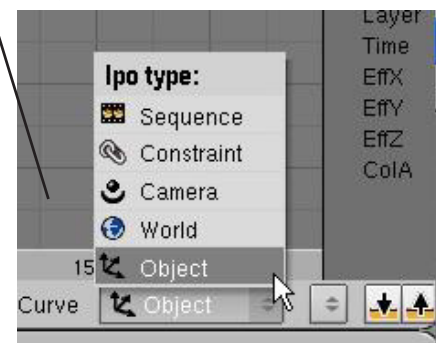 Layer
Time
EffX
EffY
EffZ
ColA
Ipo type:
Sequence
Constraint
Camera
World
Object
15
Curve
Object